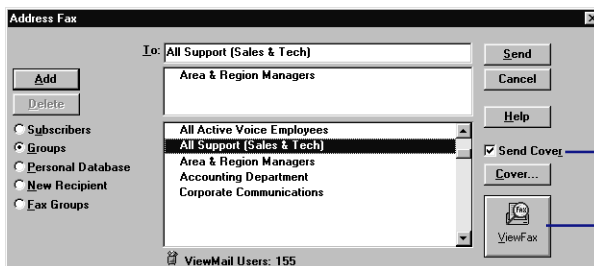 Address Fax
To: All Support (Sales & Tech)
Send
Add
Area & Region Managers
Cancel
Delete
Help
Subscribers
Groups
Personal Database
New Recipient
Fax Groups
All Active Voice Employees
All Support (Sales & Tech)
Area & Region Managers
Accounting Department
Corporate Communications
Send Cover
Cover...
FAX
ViewFax
ViewMail Users: 155